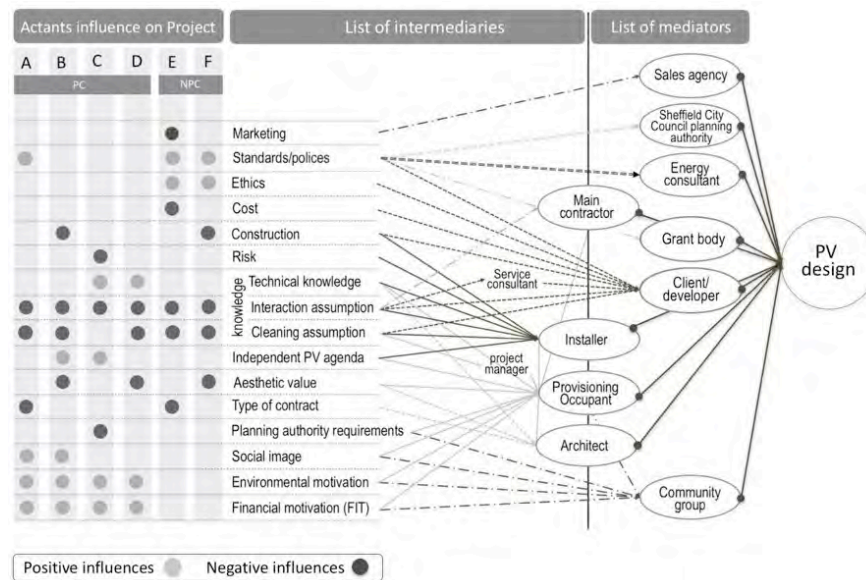 Actants influence on Project
List of intermediaries
List of mediators
A B C D E F
PC NPC
Marketing
Standards/polices
Ethics
Cost
Construction
Risk
knowledge
Technical knowledge
Interaction assumption
Cleaning assumption
Independent PV agenda
Aesthetic value
Type of contract
Planning authority requirements
Social image
Environmental motivation
Financial motivation (FIT)
Service
consultant
project
manager
Main
contractor
Installer
Provisioning
Occupant
Architect
Sales agency
Sheffield City
Council planning
authority
Energy
consultant
Grant body
Client/
developer
Community
group
PV
design
Positive influences
Negative influences